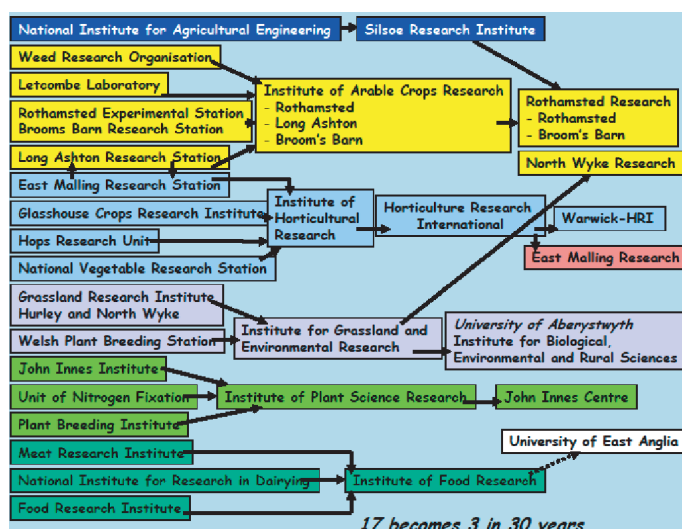 National Institute for Agricultural Engineering
Silsoe Research Institute
Weed Research Organisation
Letcombe Laboratory
Rothamsted Experimental Station
Brooms Barn Research Station
Long Ashton Research Station
Institute of Arable Crops Research
- Rothamsted
- Long Ashton
- Broom's Barn
Rothamsted Research
- Rothamsted
- Broom's Barn
North Wyke Research
East Malling Research Station
Glasshouse Crops Research Institute
Hops Research Unit
National Vegetable Research Station
Institute of
Horticultural
Research
Horticulture Research
International
Warwick-HRI
East Malling Research
Grassland Research Institute
Hurley and North Wyke
Welsh Plant Breeding Station
Institute for Grassland and
Environmental Research
University of Aberystwyth
Institute for Biological,
Environmental and Rural Sciences
John Innes Institute
Unit of Nitrogen Fixation
Plant Breeding Institute
Institute of Plant Science Research
John Innes Centre
Meat Research Institute
National Institute for Research in Dairying
Food Research Institute
Institute of Food Research
University of East Anglia
17 becomes 3 in 30 years